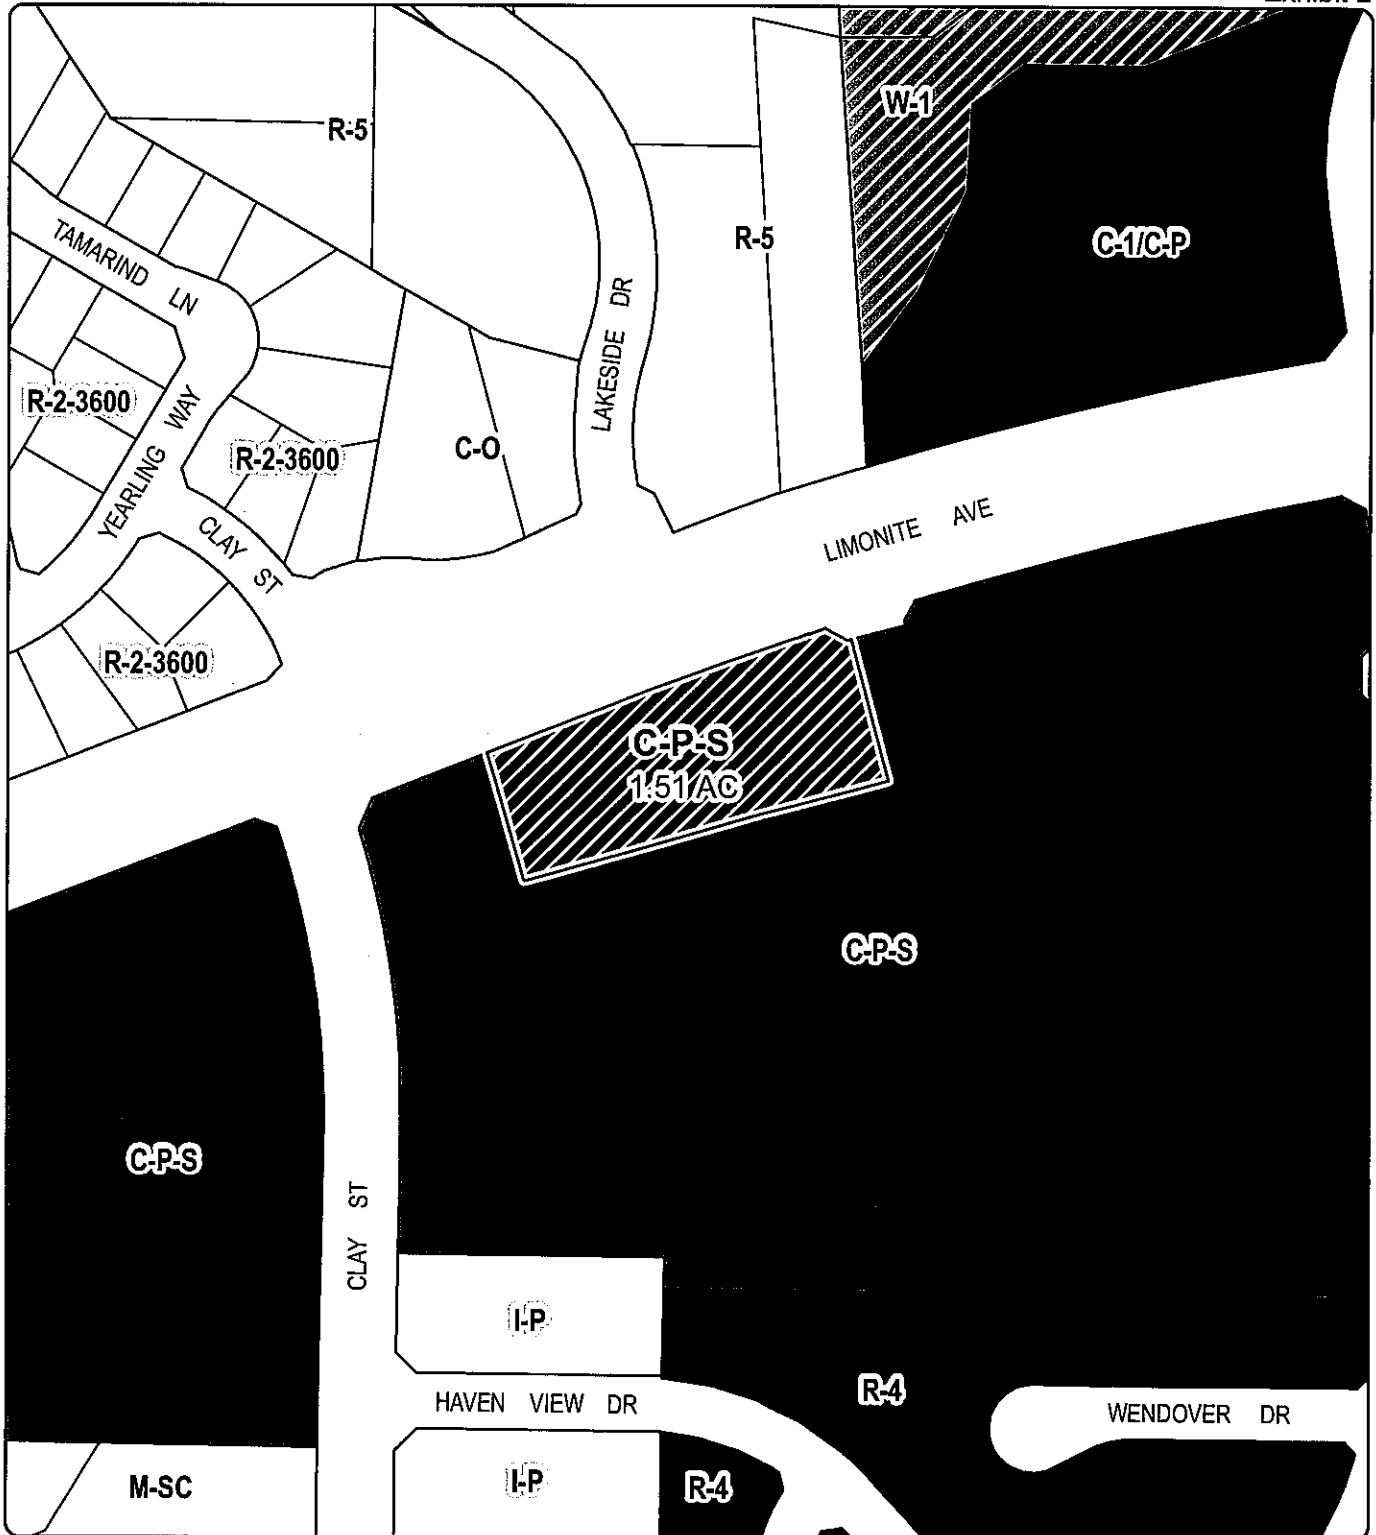 W-1
R-5
TAMARIND LN
R-5
C-1/C-P
LAKESIDE DR
R-2-3600
YEARLING WAY
R-2-3600
C-O
CLAY ST
LIMONITE AVE
R-2-3600
C-P-S
1.51 AC
C-P-S
C-P-S
CLAY ST
I-P
R-4
HAVEN VIEW DR
WENDOVER DR
M-SC
I-P
R-4